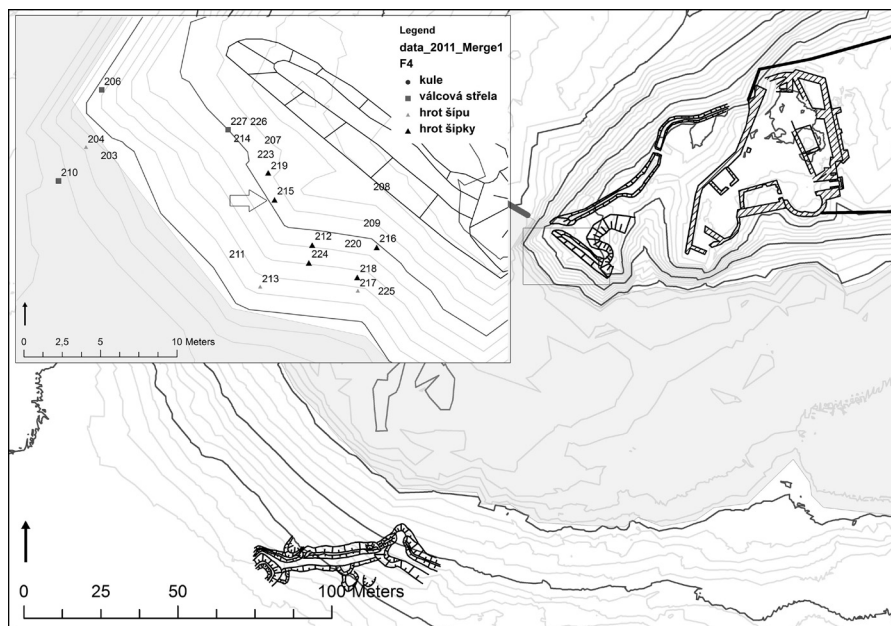 Legend
data_2011_Merge1
F4
kule
válcová střela
hrot šípu
hrot šipky
206
204
203
210
227 226
214
207
223
219
215
208
209
212
220
216
211
224
213
218
217
225
0 2,5 5 10 Meters
0 25 50 100 Meters